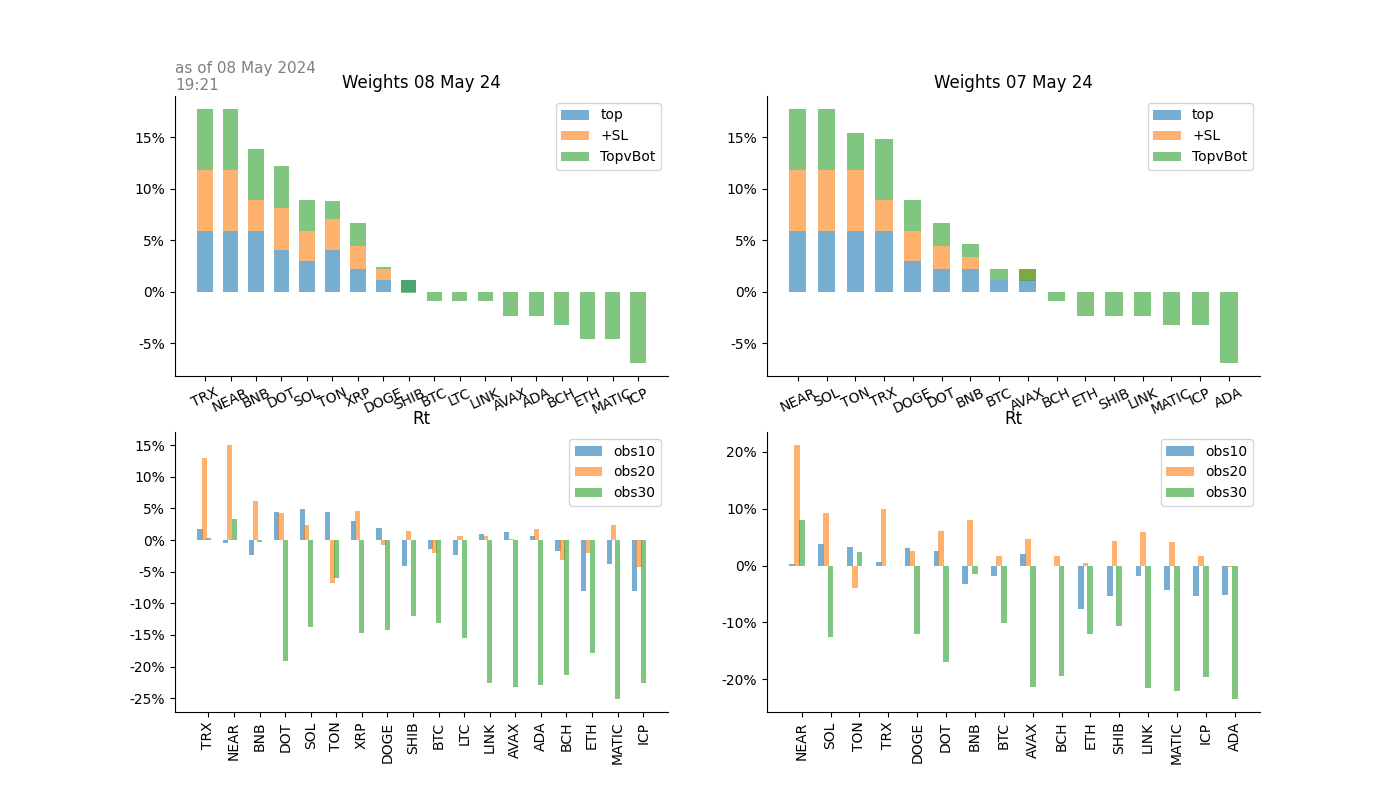 as of 08 May 2024
19:21
Weights 08 May 24
15%
10%
5%
0%
-5%
top
+SL
TopvBot
TRX NEAR BNB DOT SOL TON XRP DOGE SHIB BTC LTC LINK AVAX ADA BCH ETH MATIC ICP
Weights 07 May 24
15%
10%
5%
0%
-5%
top
+SL
TopvBot
NEAR SOL TON TRX DOGE DOT BNB BTC AVAX BCH ETH SHIB LINK MATIC ICP ADA
Rt
15%
10%
5%
0%
-5%
-10%
-15%
-20%
-25%
obs10
obs20
obs30
TRX NEAR BNB DOT SOL TON XRP DOGE SHIB BTC LTC LINK AVAX ADA BCH ETH MATIC ICP
Rt
20%
10%
0%
-10%
-20%
obs10
obs20
obs30
NEAR SOL TON TRX DOGE DOT BNB BTC AVAX BCH ETH SHIB LINK MATIC ICP ADA